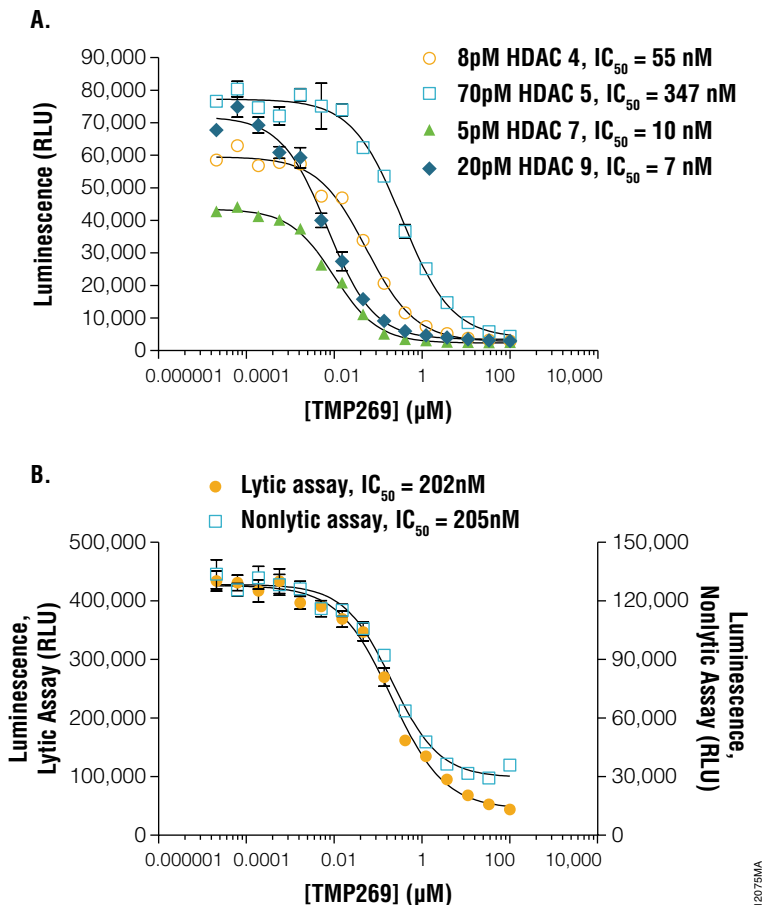 A.
8pM HDAC 4, IC50 = 55 nM
70pM HDAC 5, IC50 = 347 nM
5pM HDAC 7, IC50 = 10 nM
20pM HDAC 9, IC50 = 7 nM
Luminescence (RLU)
90,000
80,000
70,000
60,000
50,000
40,000
30,000
20,000
10,000
0
0.000001 0.0001 0.01 1 100 10,000
[TMP269] (µM)
B.
Lytic assay, IC50 = 202nM
Nonlytic assay, IC50 = 205nM
Luminescence,
Lytic Assay (RLU)
500,000
400,000
300,000
200,000
100,000
0
150,000
120,000
90,000
60,000
30,000
0
Luminescence,
Nonlytic Assay (RLU)
0.000001 0.0001 0.01 1 100 10,000
[TMP269] (µM)
12075MA